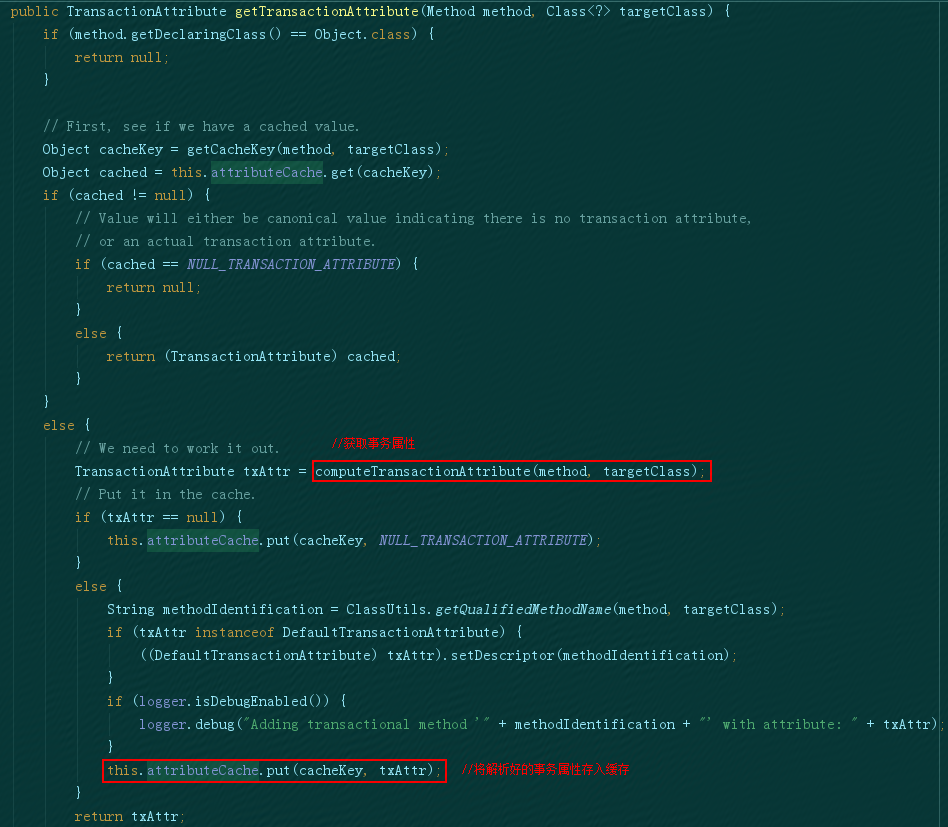 public TransactionAttribute getTransactionAttribute(Method method, Class<?> targetClass) {
if (method.getDeclaringClass() == Object.class) {
return null;
}
// First, see if we have a cached value.
Object cacheKey = getCacheKey(method, targetClass);
Object cached = this.attributeCache.get(cacheKey);
if (cached != null) {
// Value will either be canonical value indicating there is no transaction attribute,
// or an actual transaction attribute.
if (cached == NULL_TRANSACTION_ATTRIBUTE) {
return null;
}
else {
return (TransactionAttribute) cached;
}
}
else {
// We need to work it out. //获取事务属性
TransactionAttribute txAttr = computeTransactionAttribute(method, targetClass);
// Put it in the cache.
if (txAttr == null) {
this.attributeCache.put(cacheKey, NULL_TRANSACTION_ATTRIBUTE);
}
else {
String methodIdentification = ClassUtils.getQualifiedMethodName(method, targetClass);
if (txAttr instanceof DefaultTransactionAttribute) {
((DefaultTransactionAttribute) txAttr).setDescriptor(methodIdentification);
}
if (logger.isDebugEnabled()) {
logger.debug("Adding transactional method '" + methodIdentification + "' with attribute: " + txAttr);
}
this.attributeCache.put(cacheKey, txAttr); //将解析好的事务属性存入缓存
}
return txAttr;